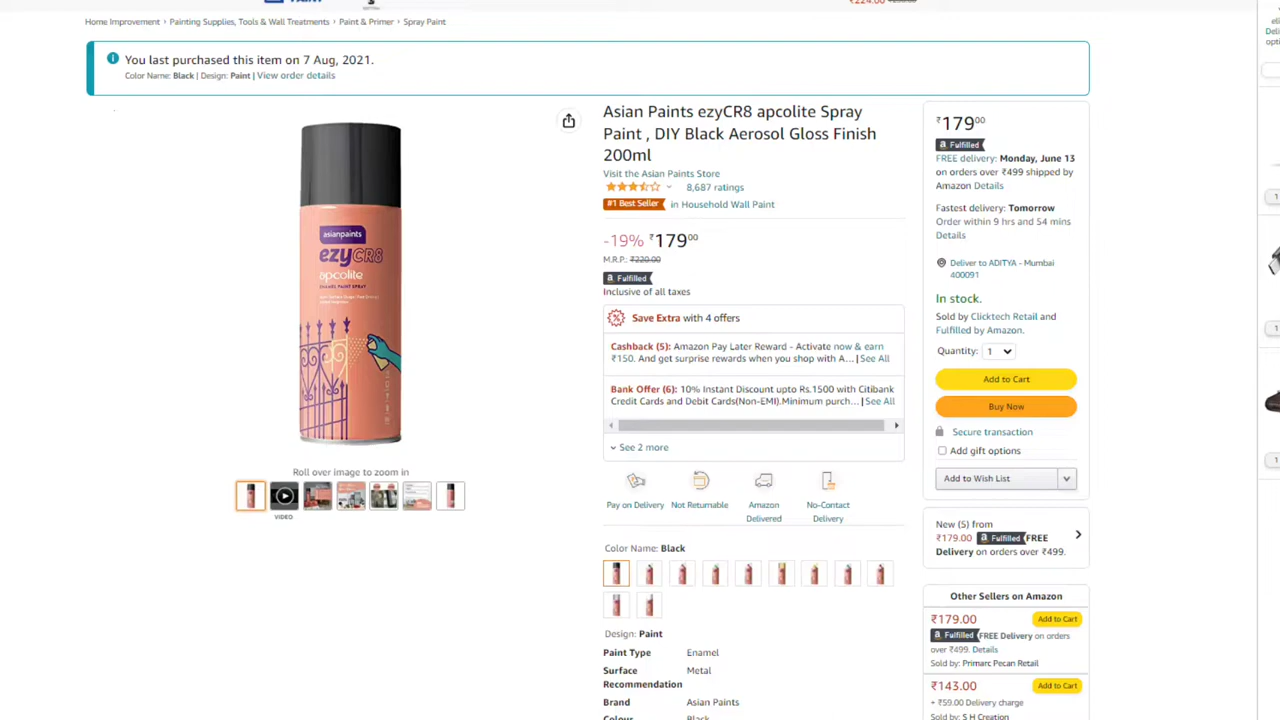 ₹224.00
Home Improvement › Painting Supplies, Tools & Wall Treatments › Paint & Primer › Spray Paint
You last purchased this item on 7 Aug, 2021.
Color Name: Black | Design: Paint | View order details
asianpaints
ezyCR8
apcolite
ENAMEL PAINT SPRAY
Roll over image to zoom in
VIDEO
Asian Paints ezyCR8 apcolite Spray
Paint , DIY Black Aerosol Gloss Finish
200ml
Visit the Asian Paints Store
8,687 ratings
#1 Best Seller in Household Wall Paint
-19% ₹17900
M.R.P.: ₹220.00
a Fulfilled
Inclusive of all taxes
Save Extra with 4 offers
Cashback (5): Amazon Pay Later Reward - Activate now & earn
₹150. And get surprise rewards when you shop with A... | See All
Bank Offer (6): 10% Instant Discount upto Rs.1500 with Citibank
Credit Cards and Debit Cards(Non-EMI).Minimum purch... | See All
See 2 more
Pay on Delivery
Not Returnable
Amazon
Delivered
No-Contact
Delivery
Color Name: Black
Design: Paint
Paint Type Enamel
Surface Metal
Recommendation
Brand Asian Paints
Colour Black
₹17900
a Fulfilled
FREE delivery: Monday, June 13
on orders over ₹499 shipped by
Amazon Details
Fastest delivery: Tomorrow
Order within 9 hrs and 54 mins
Details
Deliver to ADITYA - Mumbai
400091
In stock.
Sold by Clicktech Retail and
Fulfilled by Amazon.
Quantity: 1
Add to Cart
Buy Now
Secure transaction
Add gift options
Add to Wish List
New (5) from
₹179.00 a Fulfilled FREE
Delivery on orders over ₹499.
Other Sellers on Amazon
₹179.00 Add to Cart
a Fulfilled FREE Delivery on orders
over ₹499. Details
Sold by: Primarc Pecan Retail
₹143.00 Add to Cart
+ ₹59.00 Delivery charge
Sold by: S H Creation